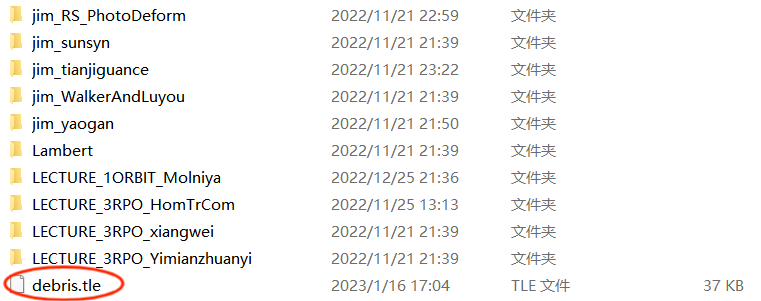 jim_RS_PhotoDeform 2022/11/21 22:59 文件夹
jim_sunsyn 2022/11/21 21:39 文件夹
jim_tianjiguance 2022/11/21 23:22 文件夹
jim_WalkerAndLuyou 2022/11/21 21:39 文件夹
jim_yaogan 2022/11/21 21:50 文件夹
Lambert 2022/11/21 21:39 文件夹
LECTURE_1ORBIT_Molniya 2022/12/25 21:36 文件夹
LECTURE_3RPO_HomTrCom 2022/11/25 13:13 文件夹
LECTURE_3RPO_xiangwei 2022/11/21 21:39 文件夹
LECTURE_3RPO_Yimianzhuanyi 2022/11/21 21:39 文件夹
debris.tle 2023/1/16 17:04 TLE 文件 37 KB